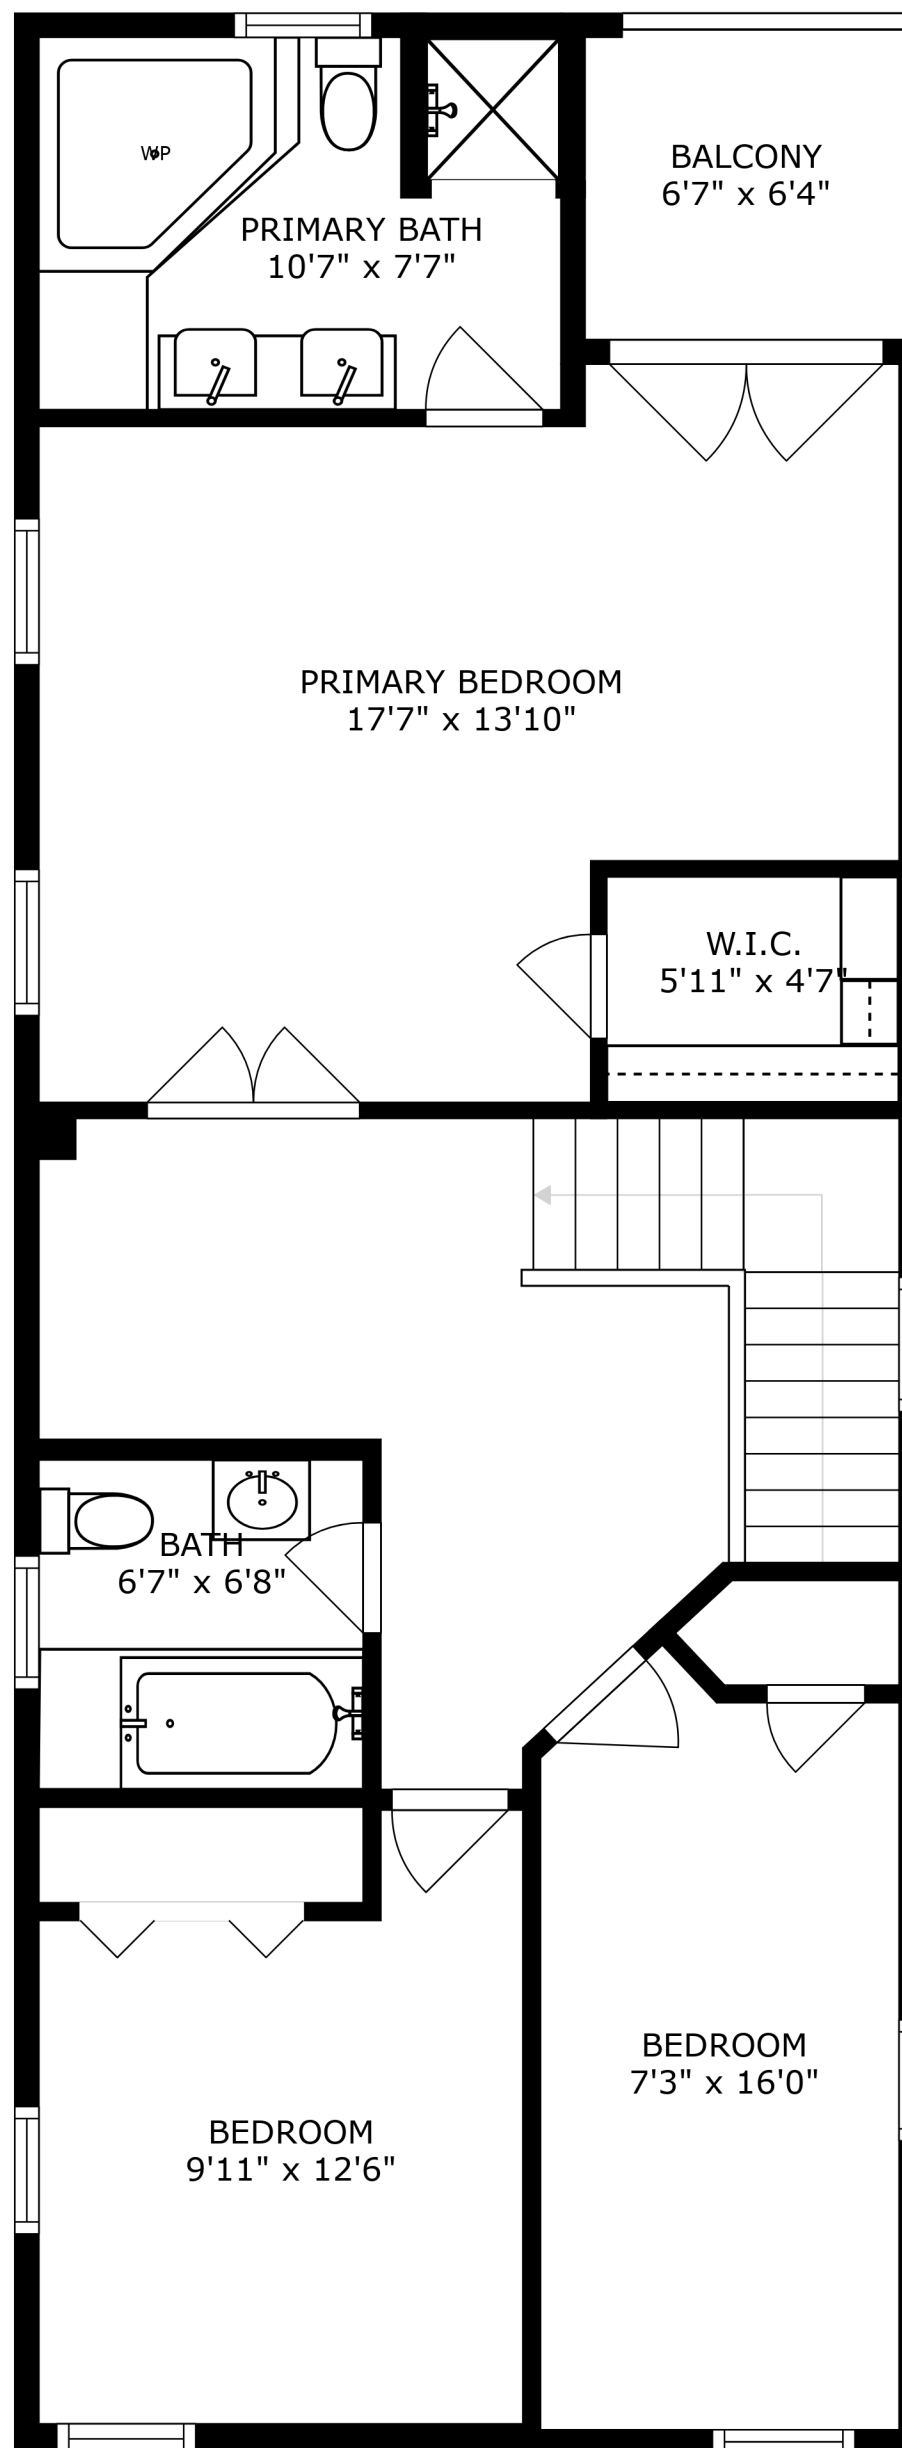 WP
BALCONY
6'7" x 6'4"
PRIMARY BATH
10'7" x 7'7"
PRIMARY BEDROOM
17'7" x 13'10"
W.I.C.
5'11" x 4'7"
BATH
6'7" x 6'8"
BEDROOM
7'3" x 16'0"
BEDROOM
9'11" x 12'6"